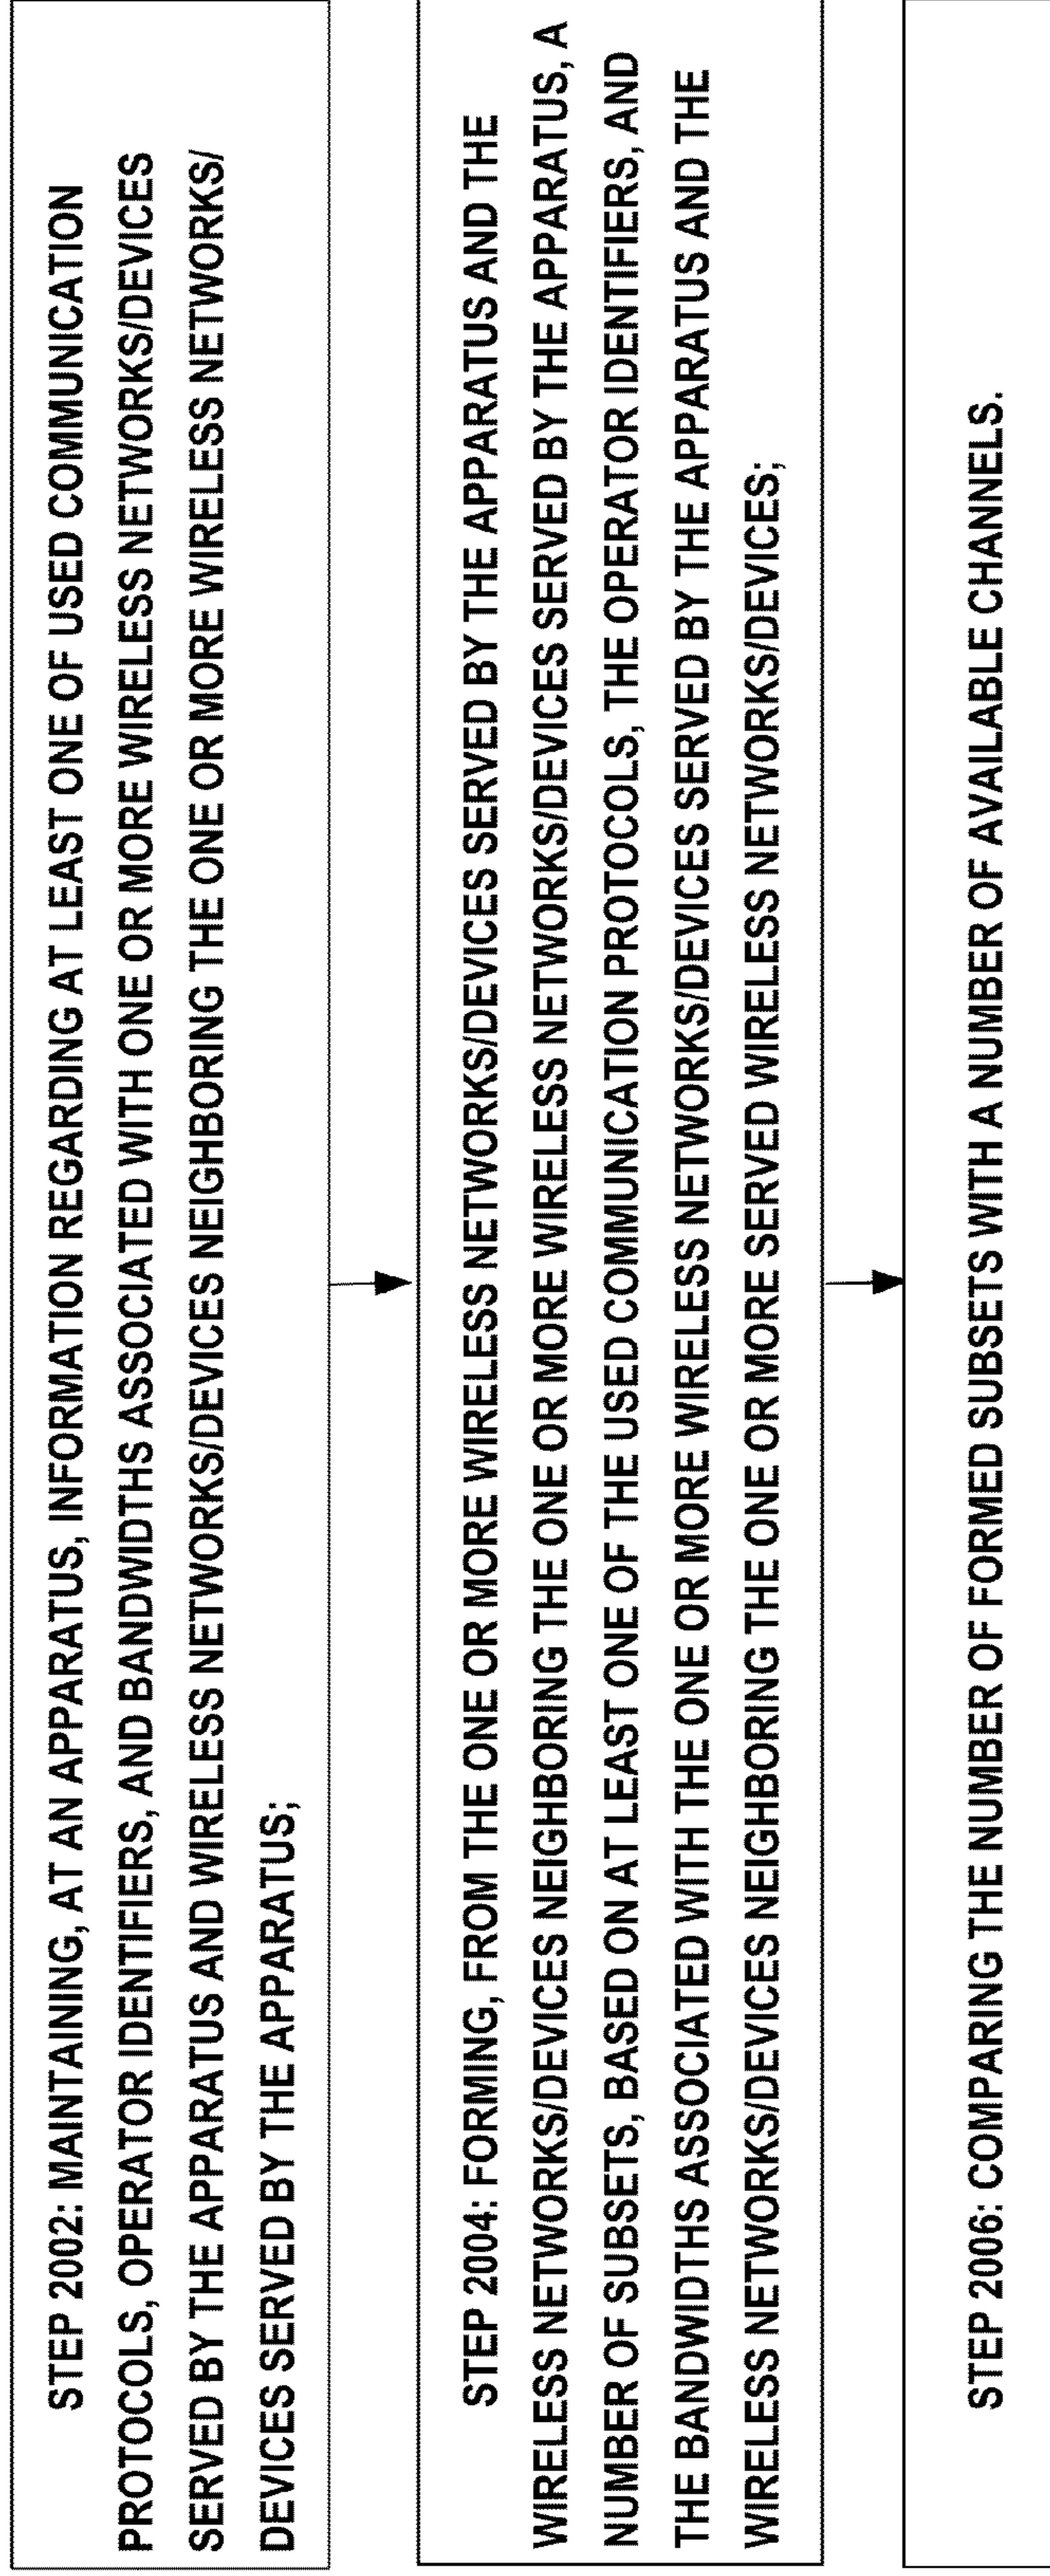 STEP 2002: MAINTAINING, AT AN APPARATUS, INFORMATION REGARDING AT LEAST ONE OF USED COMMUNICATION
PROTOCOLS, OPERATOR IDENTIFIERS, AND BANDWIDTHS ASSOCIATED WITH ONE OR MORE WIRELESS NETWORKS/DEVICES
SERVED BY THE APPARATUS AND WIRELESS NETWORKS/DEVICES NEIGHBORING THE ONE OR MORE WIRELESS NETWORKS/
DEVICES SERVED BY THE APPARATUS;
STEP 2004: FORMING, FROM THE ONE OR MORE WIRELESS NETWORKS/DEVICES SERVED BY THE APPARATUS AND THE
WIRELESS NETWORKS/DEVICES NEIGHBORING THE ONE OR MORE WIRELESS NETWORKS/DEVICES SERVED BY THE APPARATUS, A
NUMBER OF SUBSETS, BASED ON AT LEAST ONE OF THE USED COMMUNICATION PROTOCOLS, THE OPERATOR IDENTIFIERS, AND
THE BANDWIDTHS ASSOCIATED WITH THE ONE OR MORE WIRELESS NETWORKS/DEVICES SERVED BY THE APPARATUS AND THE
WIRELESS NETWORKS/DEVICES NEIGHBORING THE ONE OR MORE SERVED WIRELESS NETWORKS/DEVICES;
STEP 2006: COMPARING THE NUMBER OF FORMED SUBSETS WITH A NUMBER OF AVAILABLE CHANNELS.